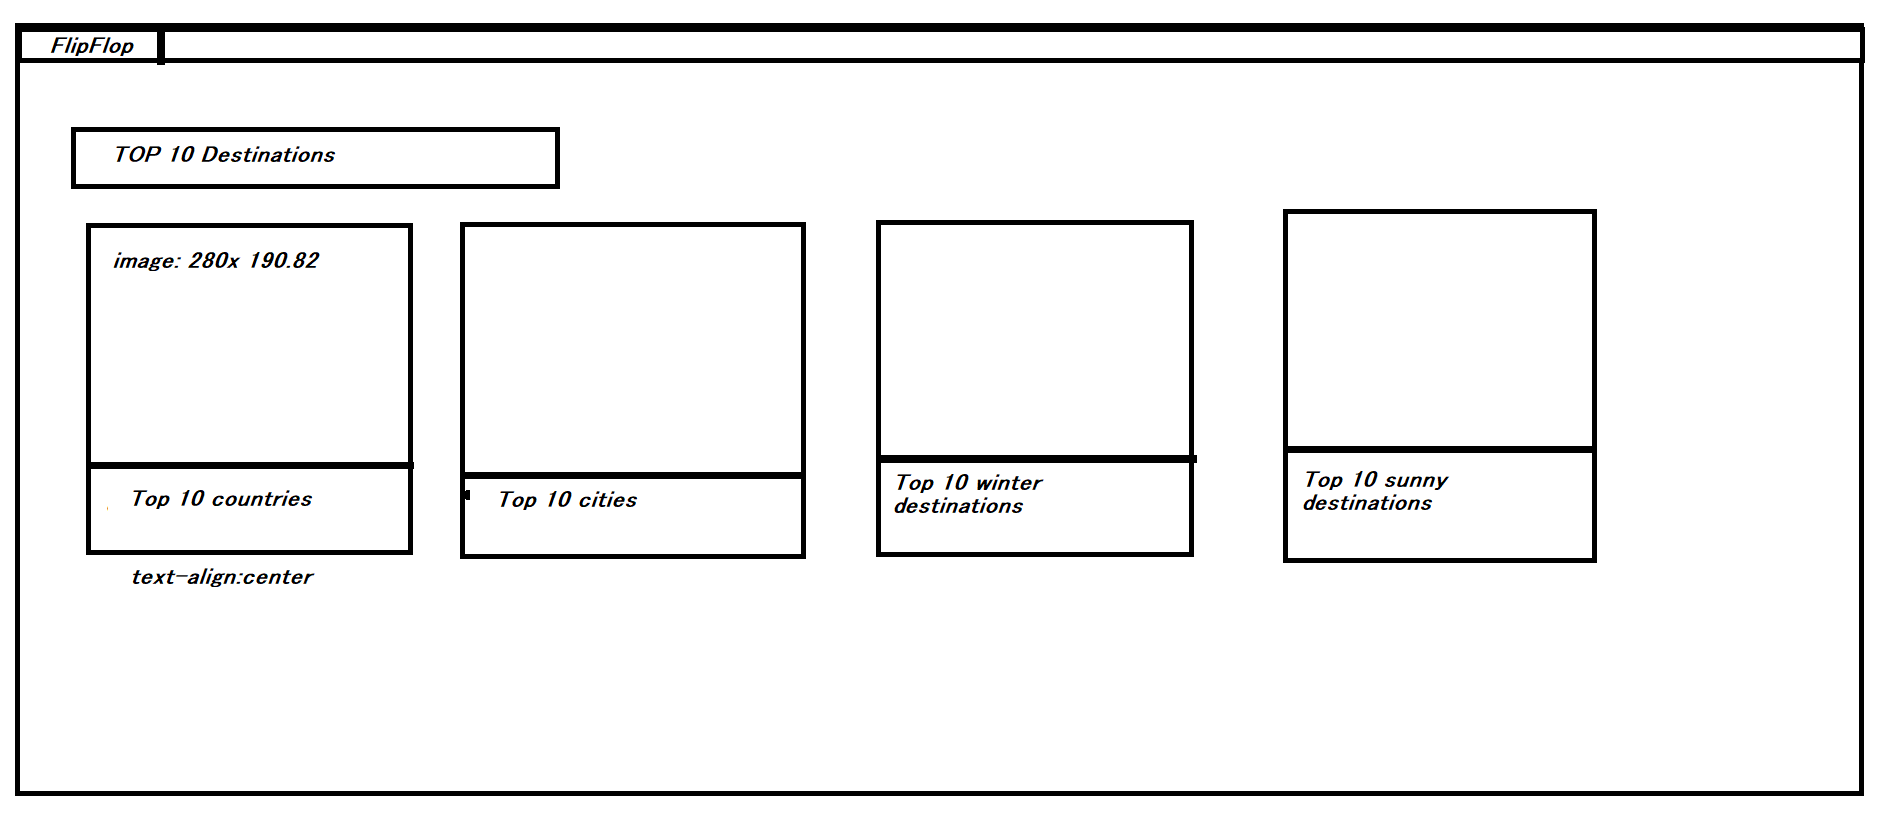 FlipFlop
TOP 10 Destinations
image: 280x 190.82
Top 10 countries
Top 10 cities
Top 10 winter
destinations
Top 10 sunny
destinations
text-align:center